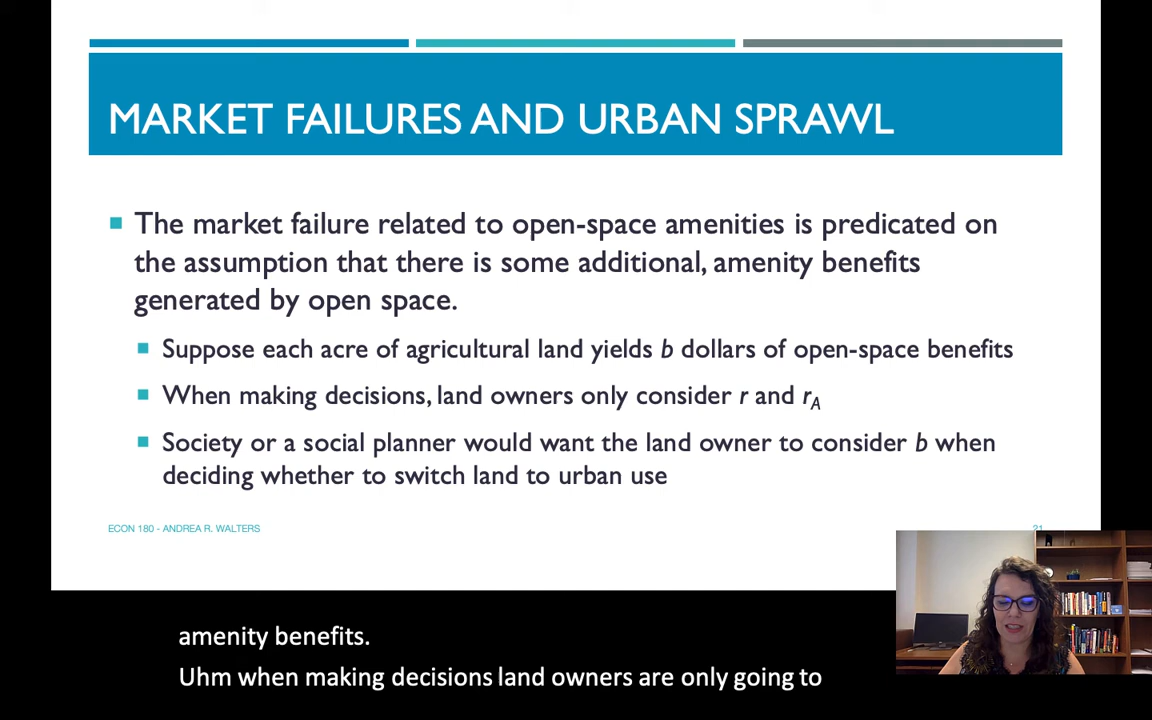 MARKET FAILURES AND URBAN SPRAWL
The market failure related to open-space amenities is predicated on
the assumption that there is some additional, amenity benefits
generated by open space.
Suppose each acre of agricultural land yields b dollars of open-space benefits
When making decisions, land owners only consider r and rA
Society or a social planner would want the land owner to consider b when
deciding whether to switch land to urban use
ECON 180 - ANDREA R. WALTERS
21
amenity benefits.
Uhm when making decisions land owners are only going to